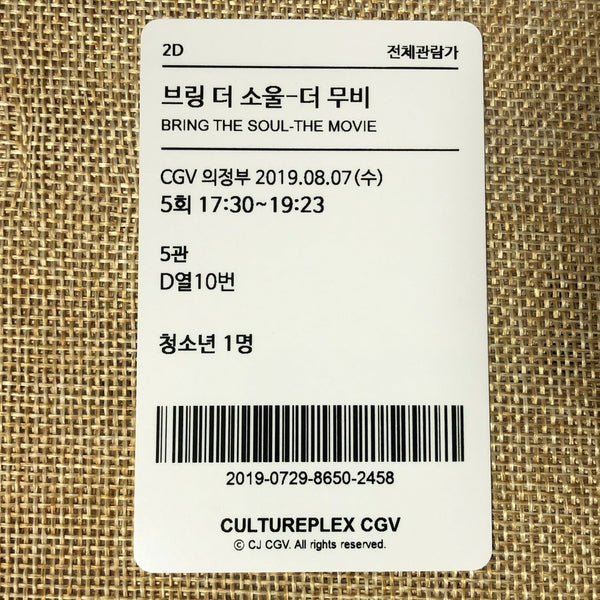 2D 전체관람가
브링 더 소울-더 무비
BRING THE SOUL-THE MOVIE
CGV 의정부 2019.08.07(수)
5회 17:30~19:23
5관
D열10번
청소년 1명
2019-0729-8650-2458
CULTUREPLEX CGV
ⓒ CJ CGV. All rights reserved.